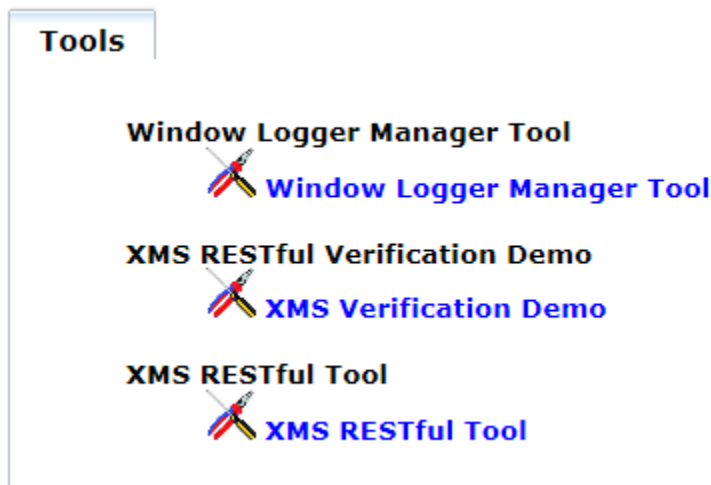 Tools
Window Logger Manager Tool
Window Logger Manager Tool
XMS RESTful Verification Demo
XMS Verification Demo
XMS RESTful Tool
XMS RESTful Tool